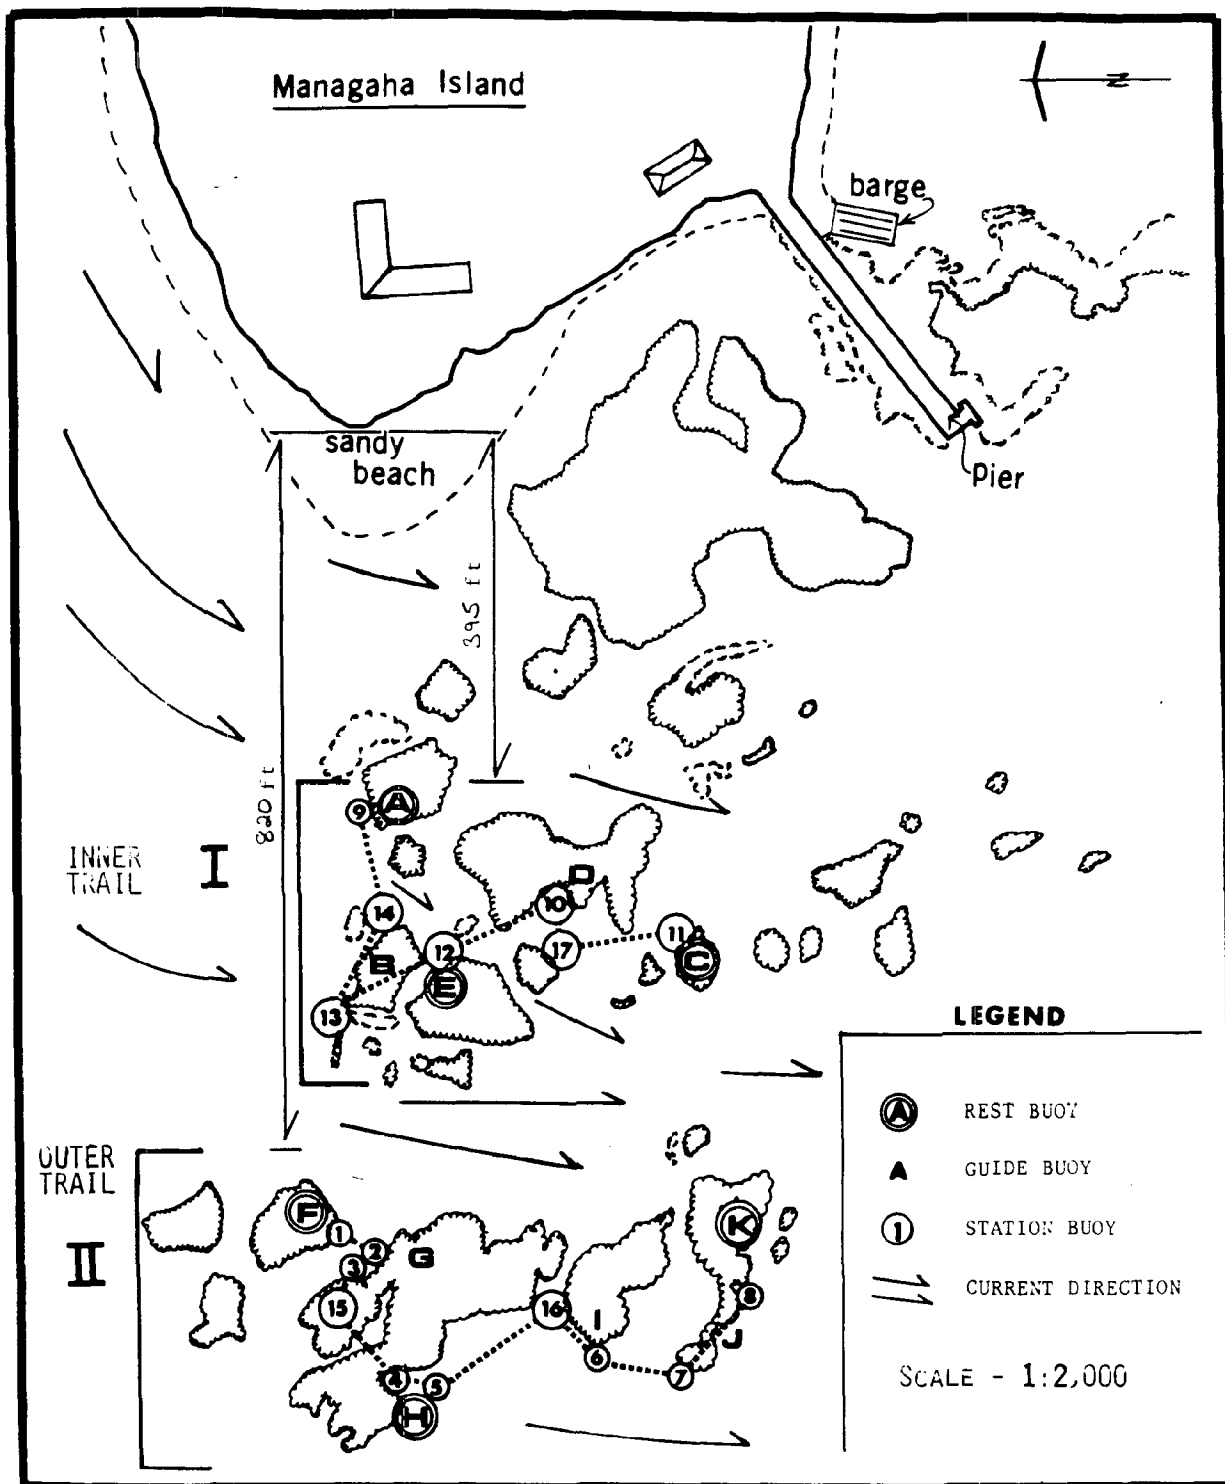 Managaha Island
N
barge
sandy
beach
Pier
395 ft
820 ft
INNER
TRAIL
I
9
A
D
10
14
11
12
17
B
C
E
13
LEGEND
A REST BUOY
A GUIDE BUOY
1 STATION BUOY
CURRENT DIRECTION
SCALE - 1:2,000
OUTER
TRAIL
II
F
K
1
2
G
3
8
15
16
I
J
6
4
5
7
H